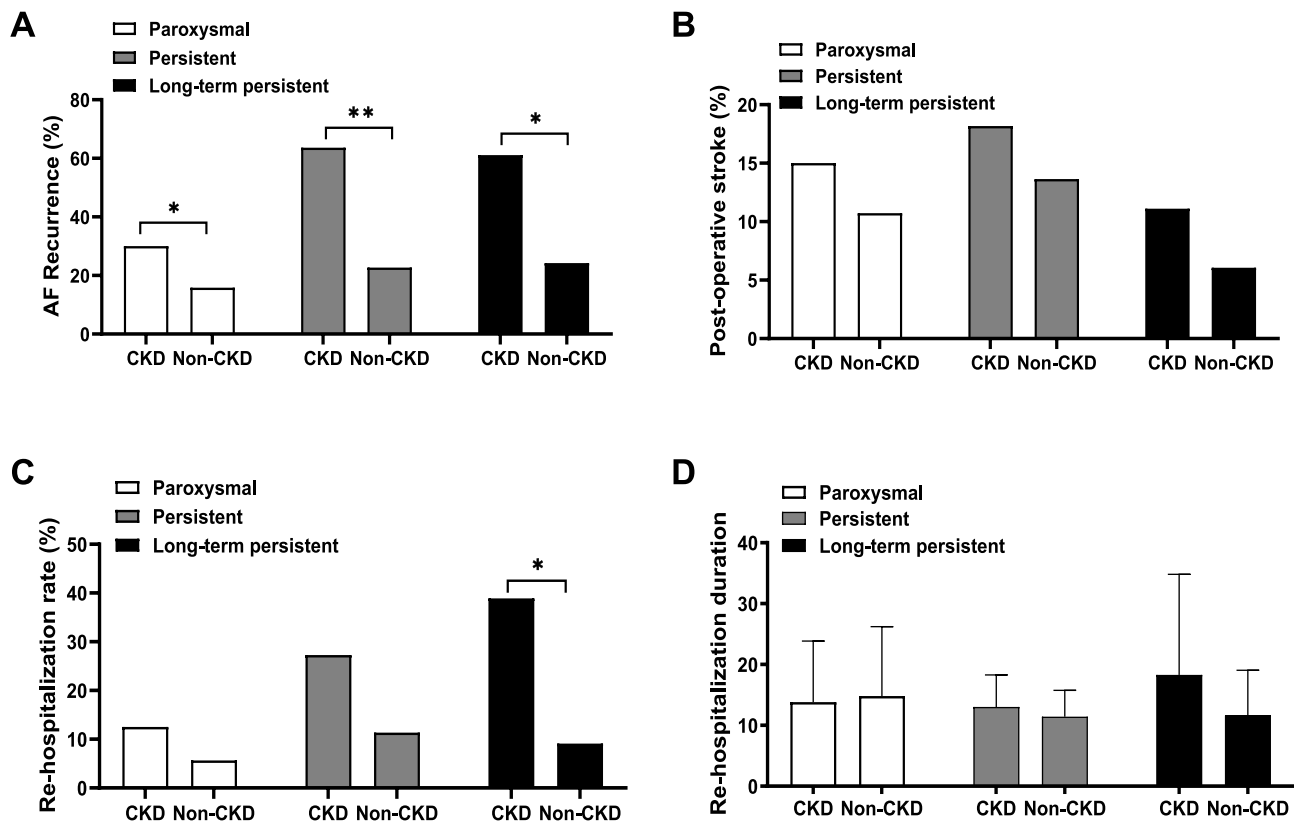 A
Paroxysmal
Persistent
Long-term persistent
AF Recurrence (%)
80
60
40
20
0
*
**
*
CKD Non-CKD CKD Non-CKD CKD Non-CKD
B
Paroxysmal
Persistent
Long-term persistent
Post-operative stroke (%)
20
15
10
5
0
CKD Non-CKD CKD Non-CKD CKD Non-CKD
C
Paroxysmal
Persistent
Long-term persistent
Re-hospitalization rate (%)
50
40
30
20
10
0
*
CKD Non-CKD CKD Non-CKD CKD Non-CKD
D
Paroxysmal
Persistent
Long-term persistent
Re-hospitalization duration
40
30
20
10
0
CKD Non-CKD CKD Non-CKD CKD Non-CKD